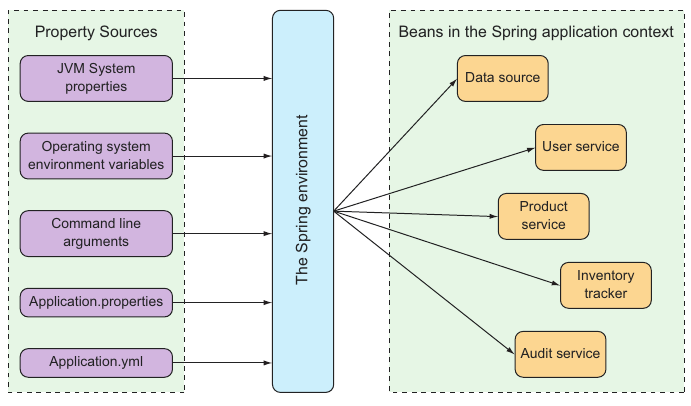 Property Sources
JVM System
properties
Operating system
environment variables
Command line
arguments
Application.properties
Application.yml
The Spring environment
Beans in the Spring application context
Data source
User service
Product
service
Inventory
tracker
Audit service